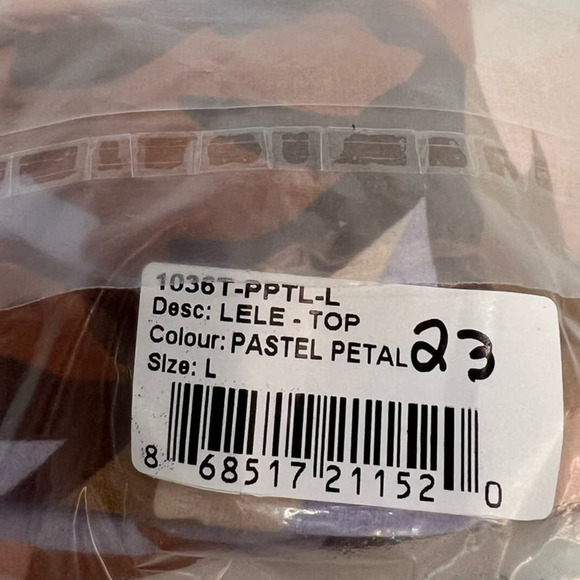 1036T-PPTL-L
Desc: LELE - TOP
Colour: PASTEL PETAL 23
Size: L
8 68517 21152 0